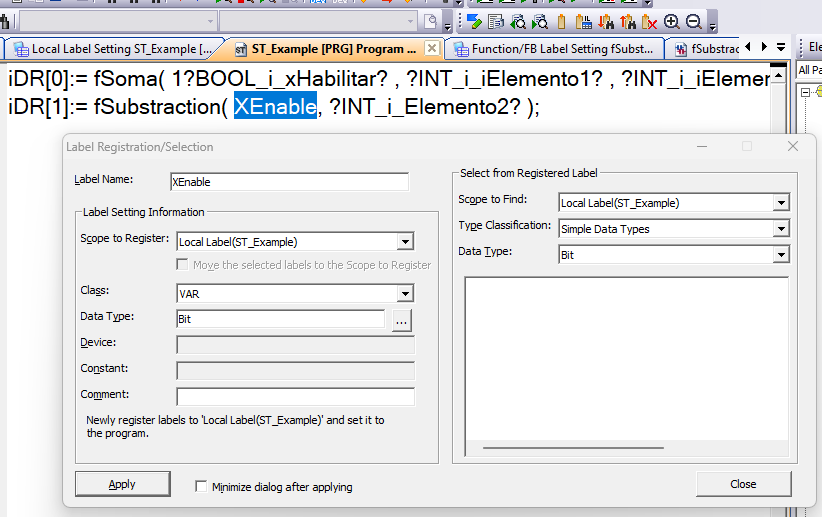 Local Label Setting ST_Example [...
ST_Example [PRG] Program ...
Function/FB Label Setting fSubst...
fSubstrac
Ele
iDR[0]:= fSoma( 1?BOOL_i_xHabilitar? , ?INT_i_iElemento1? , ?INT_i_iElemen
All Pa
iDR[1]:= fSubstraction( XEnable, ?INT_i_Elemento2? );
Label Registration/Selection
Label Name:
XEnable
Label Setting Information
Scope to Register:
Local Label(ST_Example)
Move the selected labels to the Scope to Register
Class:
VAR
Data Type:
Bit
...
Device:
Constant:
Comment:
Newly register labels to 'Local Label(ST_Example)' and set it to
the program.
Select from Registered Label
Scope to Find:
Local Label(ST_Example)
Type Classification:
Simple Data Types
Data Type:
Bit
Apply
Minimize dialog after applying
Close